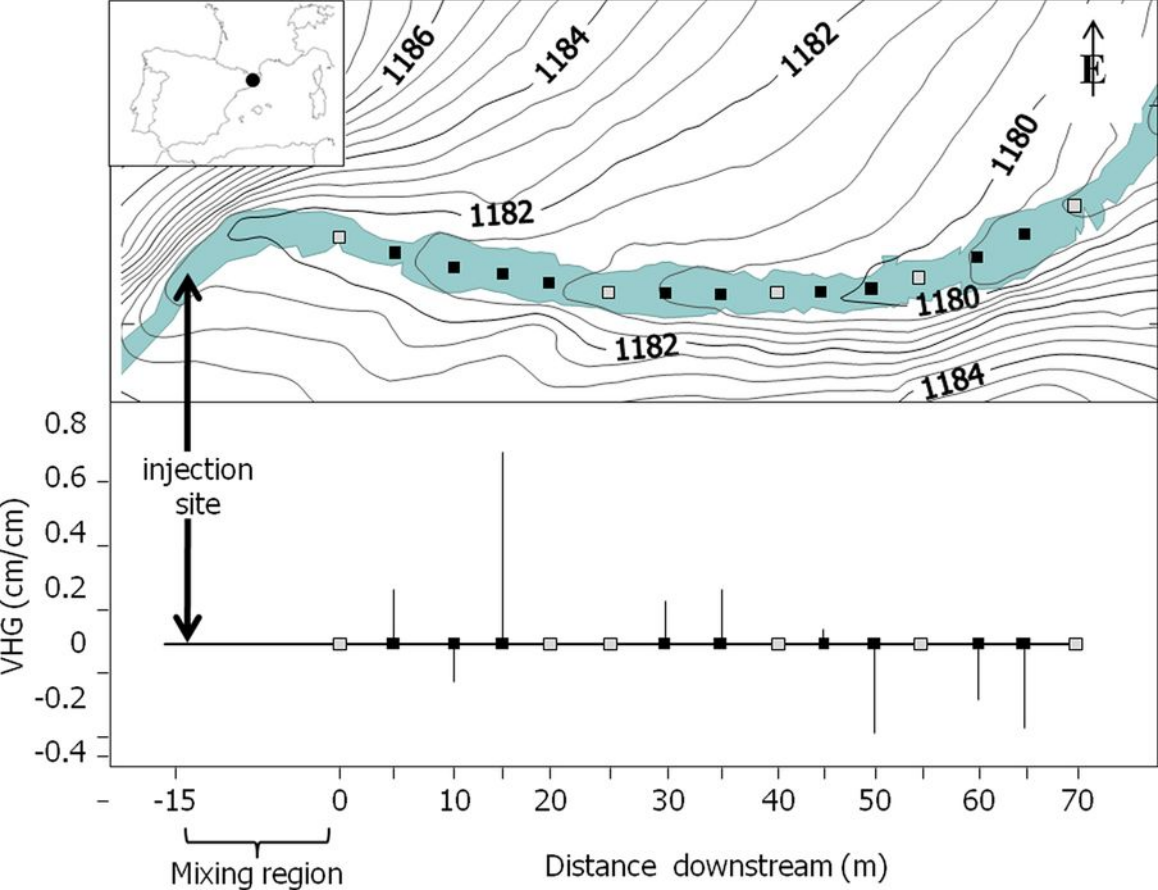 1186
1184
1182
E
1180
1182
1180
1182
1184
0.8
0.6
0.4
0.2
0
-0.2
-0.4
VHG (cm/cm)
injection
site
– -15 0 10 20 30 40 50 60 70
Mixing region
Distance downstream (m)